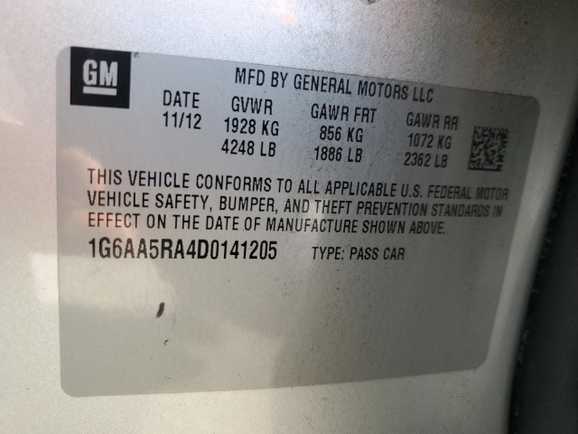 GM
MFD BY GENERAL MOTORS LLC
DATE GVWR GAWR FRT GAWR RR
11/12 1928 KG 856 KG 1072 KG
4248 LB 1886 LB 2362 LB
THIS VEHICLE CONFORMS TO ALL APPLICABLE U.S. FEDERAL MOTOR
VEHICLE SAFETY, BUMPER, AND THEFT PREVENTION STANDARDS IN
EFFECT ON THE DATE OF MANUFACTURE SHOWN ABOVE.
1G6AA5RA4D0141205 TYPE: PASS CAR